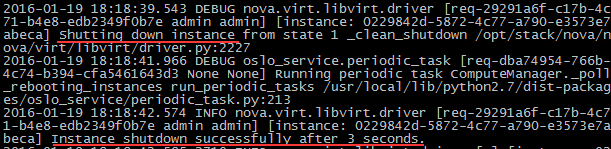 2016-01-19 18:18:39.543 DEBUG nova.virt.libvirt.driver [req-29291a6f-c17b-4c
71-b4e8-edb2349f0b7e admin admin] [instance: 0229842d-5872-4c77-a790-e3573e7
abeca] Shutting down instance from state 1 _clean_shutdown /opt/stack/nova/n
ova/virt/libvirt/driver.py:2227
2016-01-19 18:18:41.966 DEBUG oslo_service.periodic_task [req-dba74954-766b-
4c74-b394-cfa5461643d3 None None] Running periodic task ComputeManager._poll
_rebooting_instances run_periodic_tasks /usr/local/lib/python2.7/dist-packag
es/oslo_service/periodic_task.py:213
2016-01-19 18:18:42.574 INFO nova.virt.libvirt.driver [req-29291a6f-c17b-4c7
1-b4e8-edb2349f0b7e admin admin] [instance: 0229842d-5872-4c77-a790-e3573e7a
beca] Instance shutdown successfully after 3 seconds.